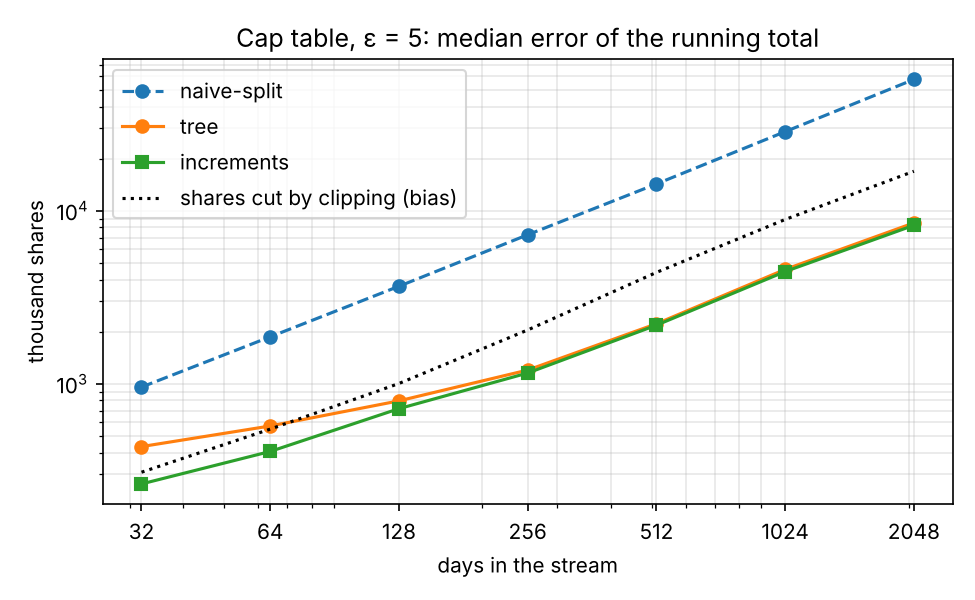 Cap table, ε = 5: median error of the running total
naive-split
tree
increments
shares cut by clipping (bias)
thousand shares
10⁴
10³
32 64 128 256 512 1024 2048
days in the stream